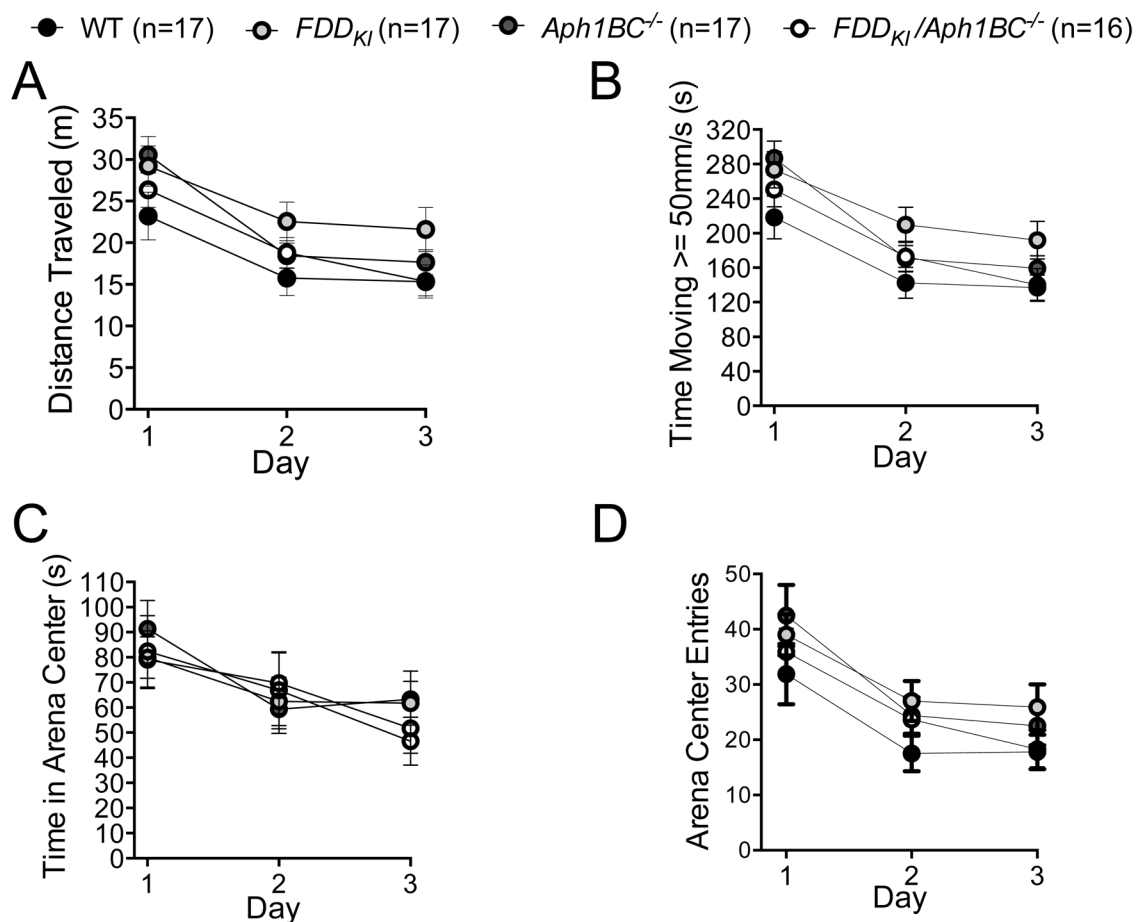 WT (n=17) FDD_KI (n=17) Aph1BC^-/- (n=17) FDD_KI/Aph1BC^-/- (n=16)
A
Distance Traveled (m)
35
30
25
20
15
10
5
0
1 2 3
Day
B
Time Moving >= 50mm/s (s)
320
280
240
200
160
120
80
40
0
1 2 3
Day
C
Time in Arena Center (s)
110
100
90
80
70
60
50
40
30
20
10
0
1 2 3
Day
D
Arena Center Entries
50
40
30
20
10
0
1 2 3
Day